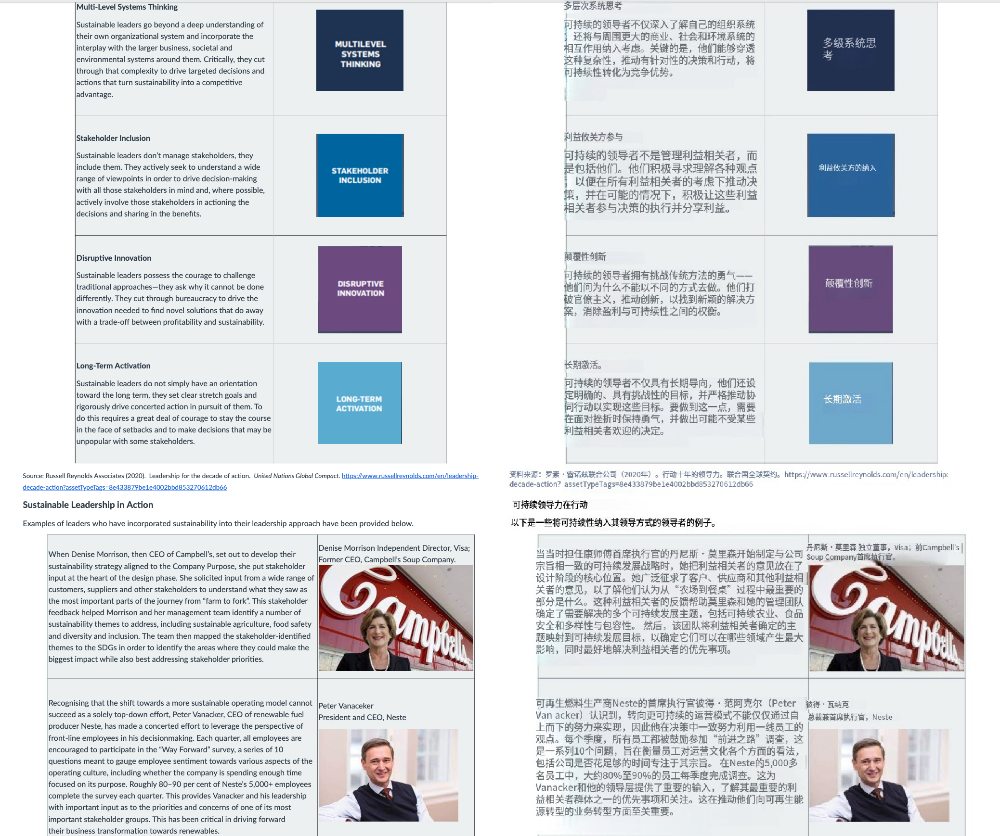 Multi-Level Systems Thinking
Sustainable leaders go beyond a deep understanding of
their own organizational system and incorporate the
interplay with the larger business, societal and
environmental systems around them. Critically, they cut
through that complexity to drive targeted decisions and
actions that turn sustainability into a competitive
advantage.
MULTILEVEL
SYSTEMS
THINKING
Stakeholder Inclusion
Sustainable leaders don’t manage stakeholders, they
include them. They actively seek to understand a wide
range of viewpoints in order to drive decision-making
with all those stakeholders in mind and, where possible,
actively involve those stakeholders in actioning the
decisions and sharing in the benefits.
STAKEHOLDER
INCLUSION
Disruptive Innovation
Sustainable leaders possess the courage to challenge
traditional approaches—they ask why it cannot be done
differently. They cut through bureaucracy to drive the
innovation needed to find novel solutions that do away
with a trade-off between profitability and sustainability.
DISRUPTIVE
INNOVATION
Long-Term Activation
Sustainable leaders do not simply have an orientation
toward the long term, they set clear stretch goals and
rigorously drive concerted action in pursuit of them. To
do this requires a great deal of courage to stay the course
in the face of setbacks and to make decisions that may be
unpopular with some stakeholders.
LONG-TERM
ACTIVATION
Source: Russell Reynolds Associates (2020). Leadership for the decade of action. United Nations Global Compact. https://www.russellreynolds.com/en/leadership-
decade-action?assetTypeTags=8e433879be1e4002bbd853270612db66
Sustainable Leadership in Action
Examples of leaders who have incorporated sustainability into their leadership approach have been provided below.
When Denise Morrison, then CEO of Campbell’s, set out to develop their
sustainability strategy aligned to the Company Purpose, she put stakeholder
input at the heart of the design phase. She solicited input from a wide range of
customers, suppliers and other stakeholders to understand what they saw as
the most important parts of the journey from “farm to fork”. This stakeholder
feedback helped Morrison and her management team identify a number of
sustainability themes to address, including sustainable agriculture, food safety
and diversity and inclusion. The team then mapped the stakeholder-identified
themes to the SDGs in order to identify the areas where they could make the
biggest impact while also best addressing stakeholder priorities.
Denise Morrison Independent Director, Visa;
Former CEO, Campbell’s Soup Company.
Campbell's
Recognising that the shift towards a more sustainable operating model cannot
succeed as a solely top-down effort, Peter Vanacker, CEO of renewable fuel
producer Neste, has made a concerted effort to leverage the perspective of
front-line employees in his decisionmaking. Each quarter, all employees are
encouraged to participate in the “Way Forward” survey, a series of 10
questions meant to gauge employee sentiment towards various aspects of the
operating culture, including whether the company is spending enough time
focused on its purpose. Roughly 80–90 per cent of Neste’s 5,000+ employees
complete the survey each quarter. This provides Vanacker and his leadership
with important input as to the priorities and concerns of one of its most
important stakeholder groups. This has been critical in driving forward
their business transformation towards renewables.
Peter Vanaceker
President and CEO, Neste
多层次系统思考
可持续的领导者不仅深入了解自己的组织系统
，还将与周围更大的商业、社会和环境系统的
相互作用纳入考虑。关键的是，他们能够穿透
这种复杂性，推动有针对性的决策和行动，将
可持续性转化为竞争优势。
多级系统思
考
利益攸关方参与
可持续的领导者不是管理利益相关者，而
是包括他们。他们积极寻求理解各种观点
，以便在所有利益相关者的考虑下推动决
策，并在可能的情况下，积极让这些利益
相关者参与决策的执行并分享利益。
利益攸关方的纳入
颠覆性创新
可持续的领导者拥有挑战传统方法的勇气——
他们问为什么不能以不同的方式去做。他们打
破官僚主义，推动创新，以找到新颖的解决方
案，消除盈利与可持续性之间的权衡。
颠覆性创新
长期激活。
可持续的领导者不仅具有长期导向，他们还设
定明确的、具有挑战性的目标，并严格推动协
同行动以实现这些目标。要做到这一点，需要
在面对挫折时保持勇气，并做出可能不受某些
利益相关者欢迎的决定。
长期激活
资料来源：罗素·雷诺兹联合公司（2020年）。行动十年的领导力。联合国全球契约。https://www.russellreynolds.com/en/leadership:
decade-action? assetTypeTags=8e433879be1e4002bbd853270612db66
可持续领导力在行动
以下是一些将可持续性纳入其领导方式的领导者的例子。
当当时担任康师傅首席执行官的丹尼斯·莫里森开始制定与公司
宗旨相一致的可持续发展战略时，她把利益相关者的意见放在了
设计阶段的核心位置。她广泛征求了客户、供应商和其他利益相
关者的意见，以了解他们认为从“农场到餐桌”过程中最重要的
部分是什么。这种利益相关者的反馈帮助莫里森和她的管理团队
确定了需要解决的多个可持续发展主题，包括可持续农业、食品
安全和多样性与包容性。 然后，该团队将利益相关者确定的主
题映射到可持续发展目标，以确定它们可以在哪些领域产生最大
影响，同时最好地解决利益相关者的优先事项。
丹尼斯·莫里森 独立董事，Visa；前Campbell's
Soup Company首席执行官。
Campbell's
可再生燃料生产商Neste的首席执行官彼得·范阿克尔（Peter
Van acker）认识到，转向更可持续的运营模式不能仅仅通过自
上而下的努力来实现，因此他在决策中一致努力利用一线员工的
观点。每个季度，所有员工都被鼓励参加“前进之路”调查，这
是一系列10个问题，旨在衡量员工对运营文化各个方面的看法，
包括公司是否花足够的时间专注于其宗旨。 在Neste的5,000多
名员工中，大约80%至90%的员工每季度完成调查。这为
Vanacker和他的领导层提供了重要的输入，了解其最重要的利
益相关者群体之一的优先事项和关注。这在推动他们向可再生能
源转型的业务转型方面至关重要。
彼得·瓦纳克
总裁兼首席执行官，Neste